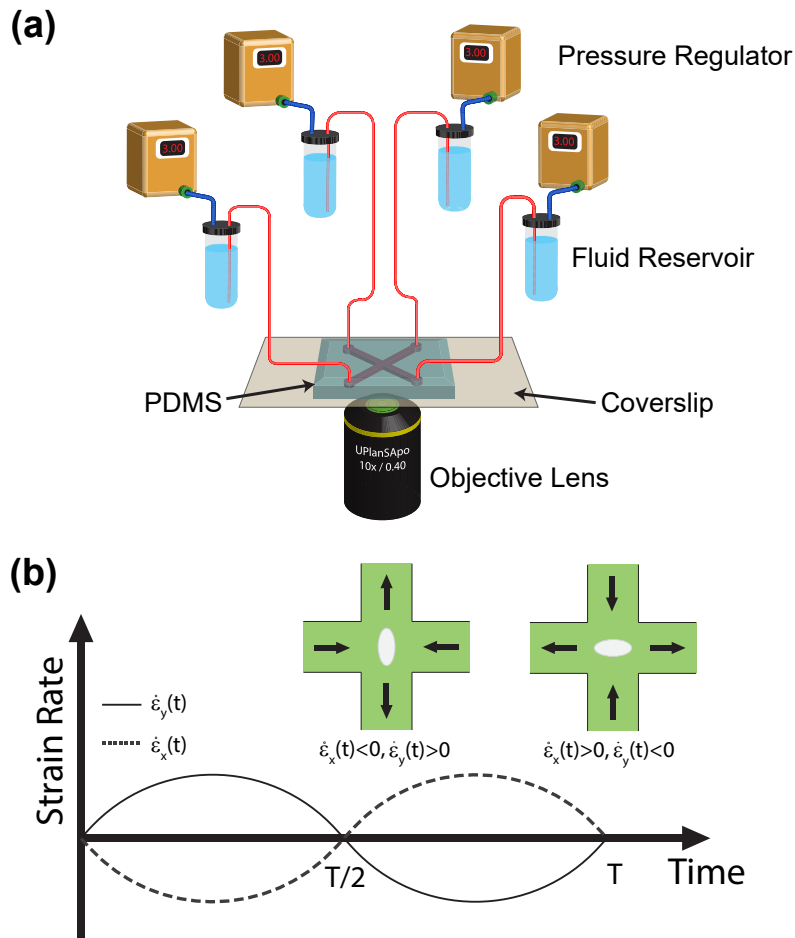 (a)
3.00
3.00
Pressure Regulator
3.00
3.00
Fluid Reservoir
PDMS
Coverslip
UPlanSApo
10x / 0.40
Objective Lens
(b)
Strain Rate
ε̇y(t)
ε̇x(t)
ε̇x(t)<0, ε̇y(t)>0
ε̇x(t)>0, ε̇y(t)<0
T/2
T
Time